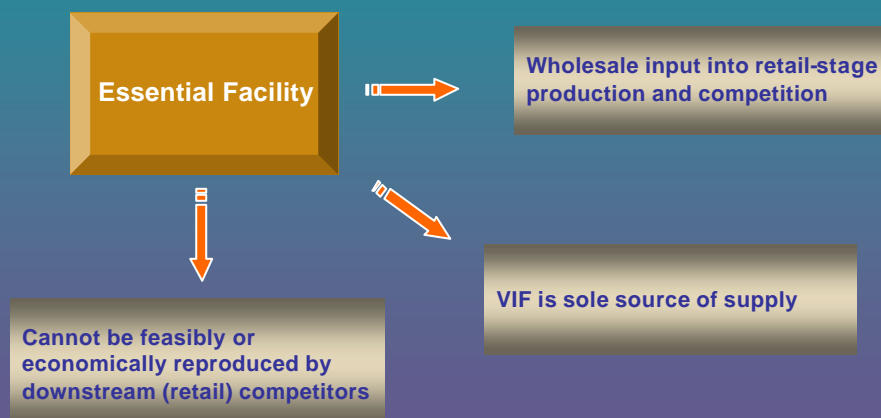 Essential Facility
Wholesale input into retail-stage
production and competition
VIF is sole source of supply
Cannot be feasibly or
economically reproduced by
downstream (retail) competitors